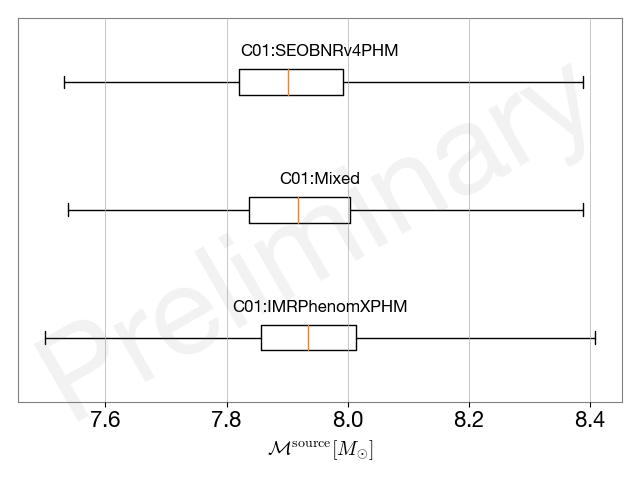 C01:SEOBNRv4PHM
C01:Mixed
C01:IMRPhenomXPHM
Preliminary
7.6 7.8 8.0 8.2 8.4
ℳ^source [M_⊙]